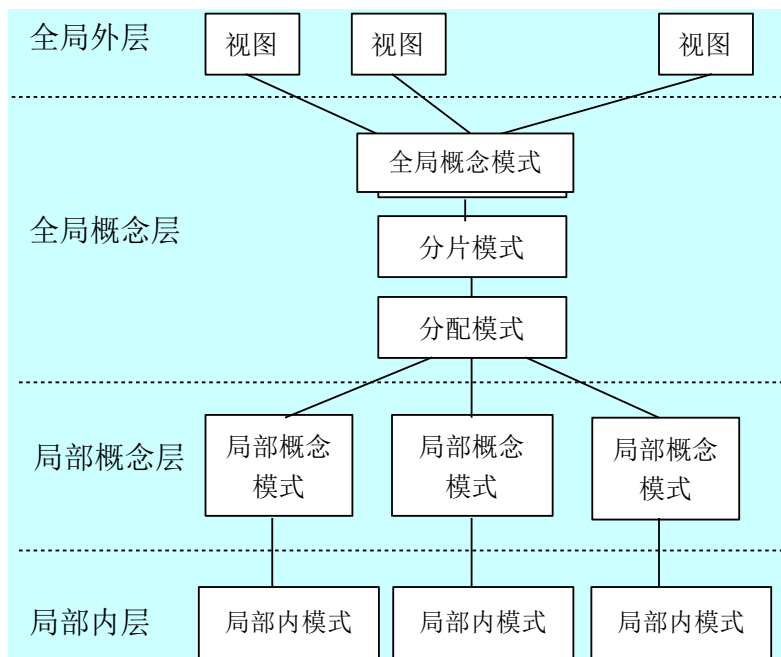 全局外层
视图
视图
视图
全局概念模式
全局概念层
分片模式
分配模式
局部概念层
局部概念
模式
局部概念
模式
局部概念
模式
局部内层
局部内模式
局部内模式
局部内模式